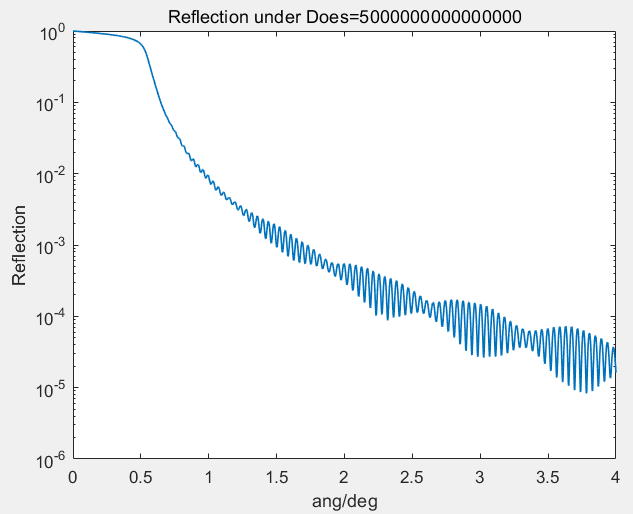 Reflection under Does=5000000000000000
10^0
10^-1
10^-2
10^-3
10^-4
10^-5
10^-6
Reflection
0 0.5 1 1.5 2 2.5 3 3.5 4
ang/deg